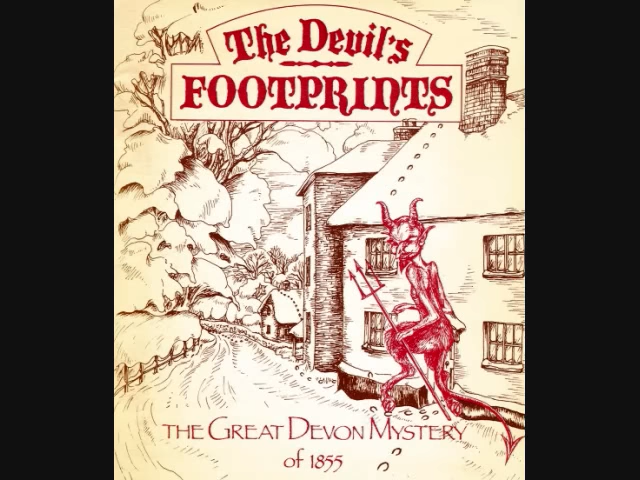 The Devil's
FOOTPRINTS
THE GREAT DEVON MYSTERY
of 1855